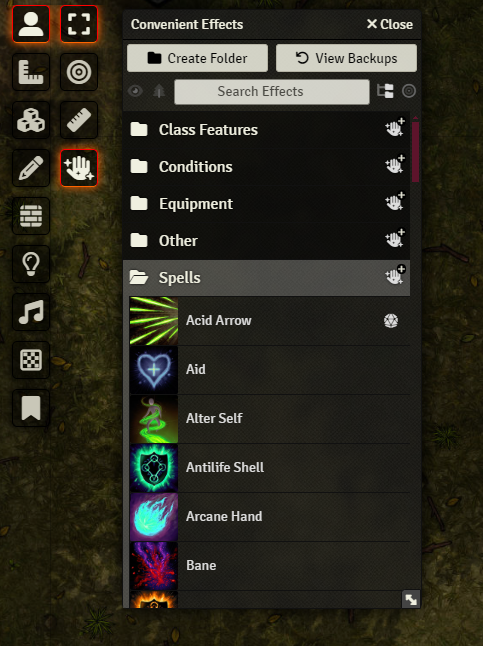 Convenient Effects
Close
Create Folder
View Backups
Search Effects
Class Features
Conditions
Equipment
Other
Spells
Acid Arrow
Aid
Alter Self
Antilife Shell
Arcane Hand
Bane